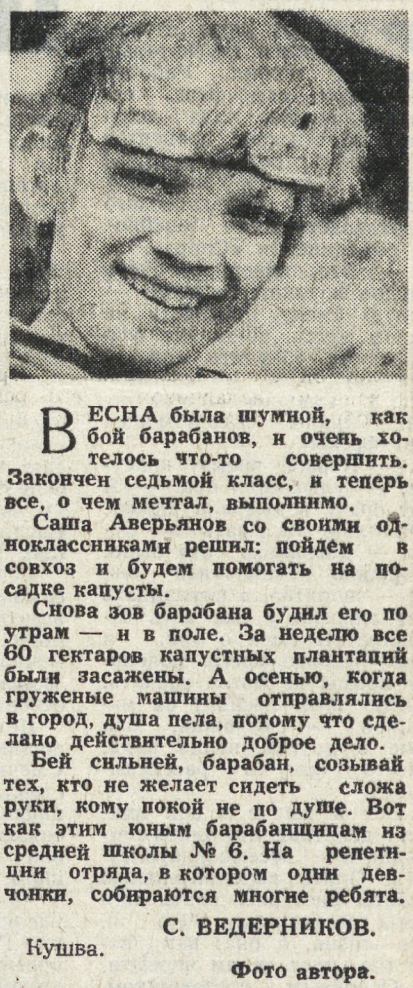 ВЕСНА была шумной, как
бой барабанов, и очень хо-
телось что-то совершить.
Закончен седьмой класс, и теперь
все, о чем мечтал, выполнимо.
Саша Аверьянов со своими од-
ноклассниками решил: пойдем в
совхоз и будем помогать на по-
садке капусты.
Снова зов барабана будил его по
утрам — и в поле. За неделю все
60 гектаров капустных плантаций
были засажены. А осенью, когда
груженые машины отправлялись
в город, душа пела, потому что сде-
лано действительно доброе дело.
Бей сильней, барабан, созывай
тех, кто не желает сидеть сложа
руки, кому покой не по душе. Вот
как этим юным барабанщицам из
средней школы № 6. На репети-
ции отряда, в котором одни дев-
чонки, собираются многие ребята.
С. ВЕДЕРНИКОВ.
Кушва.
Фото автора.